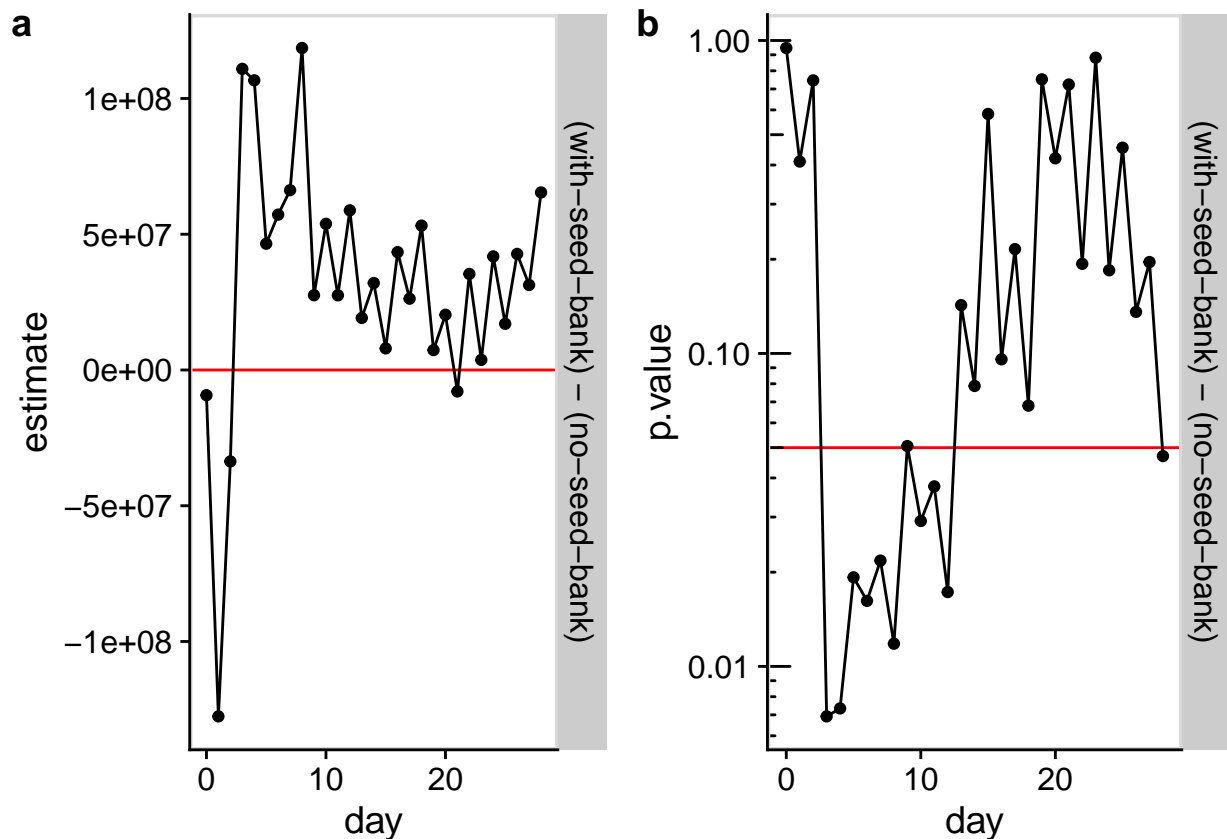 a
estimate
1e+08
5e+07
0e+00
−5e+07
−1e+08
0
10
20
day
(with−seed−bank) − (no−seed−bank)
b
p.value
1.00
0.10
0.01
0
10
20
day
(with−seed−bank) − (no−seed−bank)